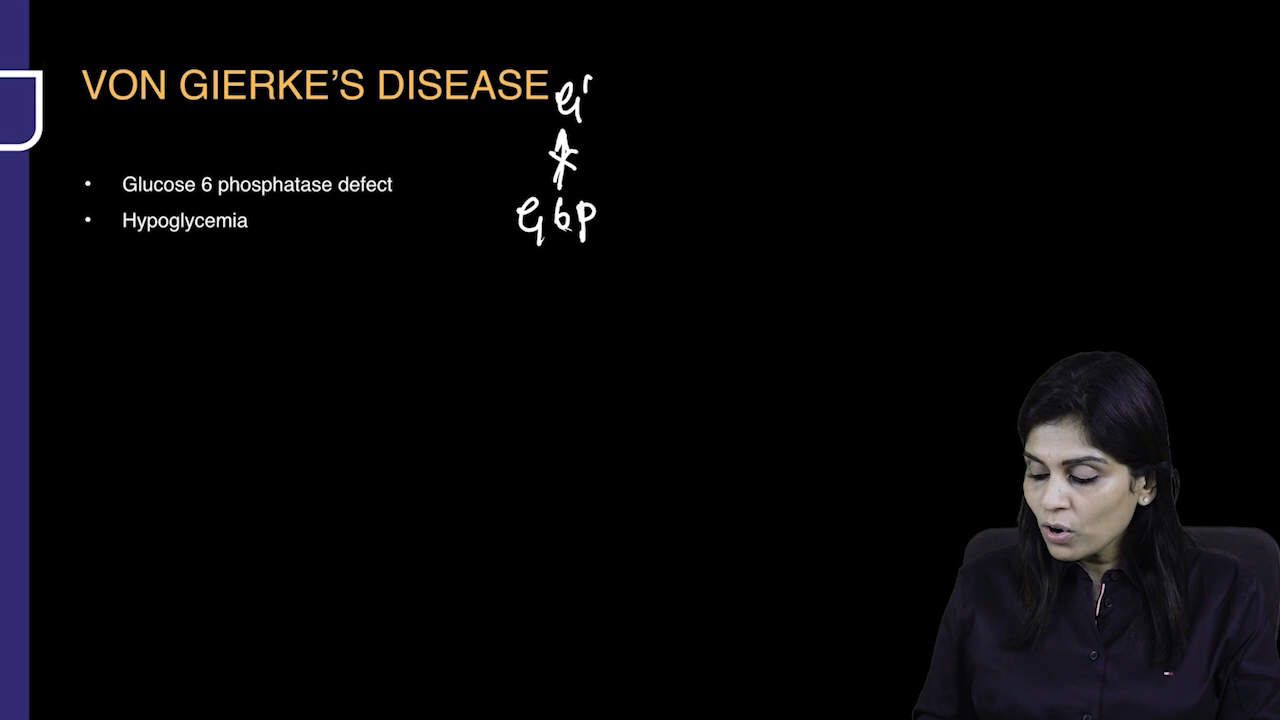 VON GIERKE'S DISEASE
G
• Glucose 6 phosphatase defect
• Hypoglycemia
G6P